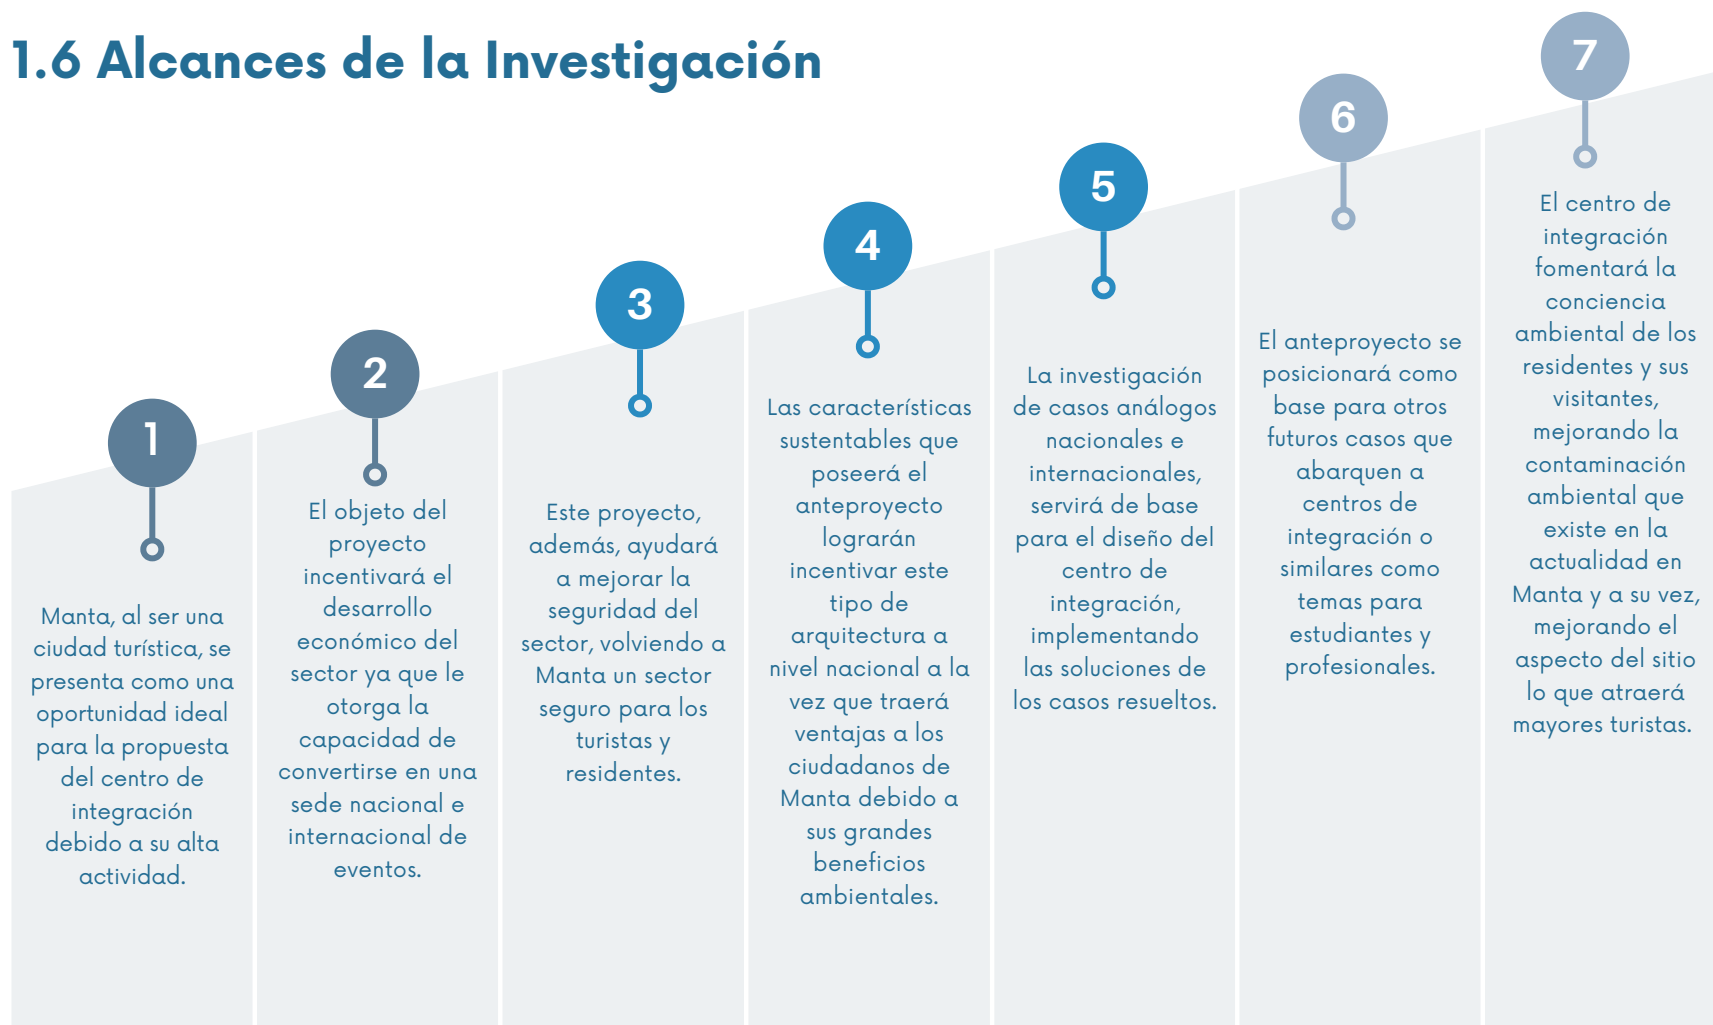 1.6 Alcances de la Investigación
1
Manta, al ser una
ciudad turística, se
presenta como una
oportunidad ideal
para la propuesta
del centro de
integración
debido a su alta
actividad.
2
El objeto del
proyecto
incentivará el
desarrollo
económico del
sector ya que le
otorga la
capacidad de
convertirse en una
sede nacional e
internacional de
eventos.
3
Este proyecto,
además, ayudará
a mejorar la
seguridad del
sector, volviendo a
Manta un sector
seguro para los
turistas y
residentes.
4
Las características
sustentables que
poseerá el
anteproyecto
lograrán
incentivar este
tipo de
arquitectura a
nivel nacional a la
vez que traerá
ventajas a los
ciudadanos de
Manta debido a
sus grandes
beneficios
ambientales.
5
La investigación
de casos análogos
nacionales e
internacionales,
servirá de base
para el diseño del
centro de
integración,
implementando
las soluciones de
los casos resueltos.
6
El anteproyecto se
posicionará como
base para otros
futuros casos que
abarquen a
centros de
integración o
similares como
temas para
estudiantes y
profesionales.
7
El centro de
integración
fomentará la
conciencia
ambiental de los
residentes y sus
visitantes,
mejorando la
contaminación
ambiental que
existe en la
actualidad en
Manta y a su vez,
mejorando el
aspecto del sitio
lo que atraerá
mayores turistas.